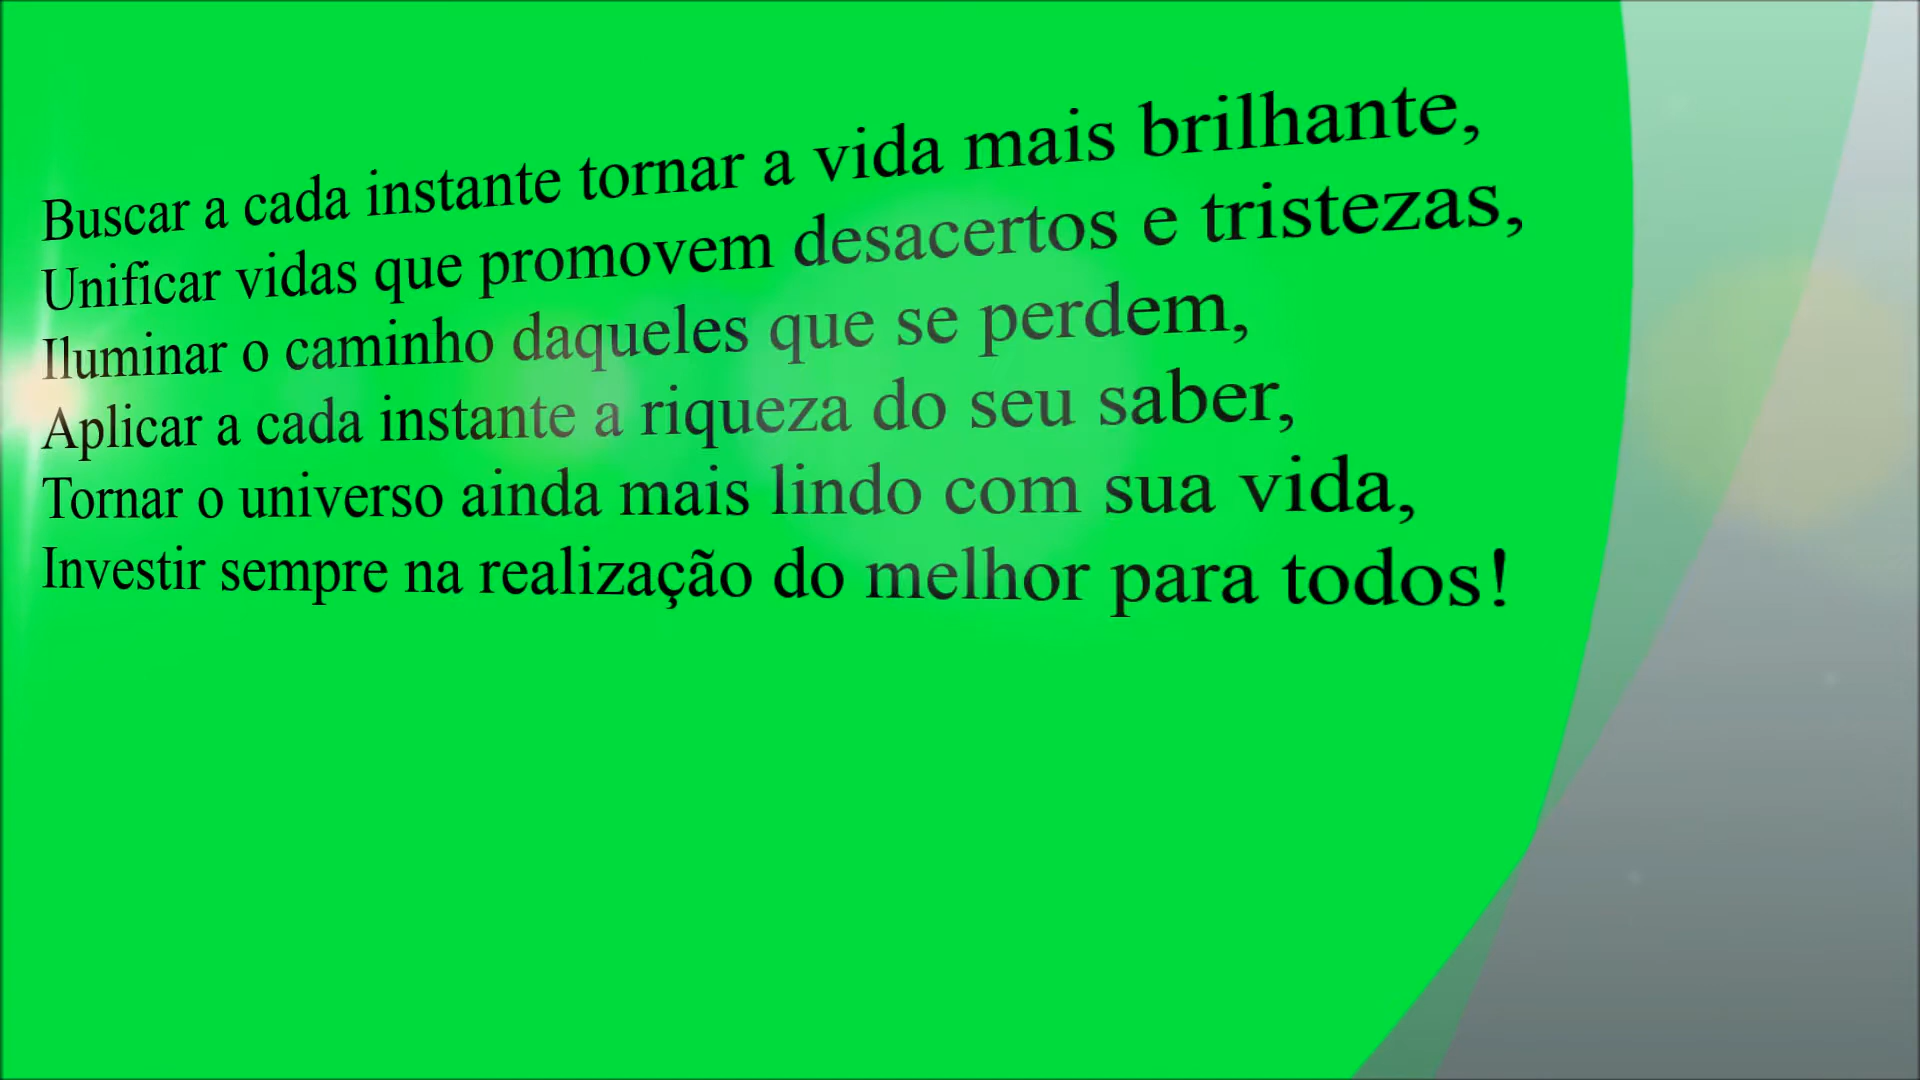 Buscar a cada instante tornar a vida mais brilhante,
Unificar vidas que promovem desacertos e tristezas,
Iluminar o caminho daqueles que se perdem,
Aplicar a cada instante a riqueza do seu saber,
Tornar o universo ainda mais lindo com sua vida,
Investir sempre na realização do melhor para todos!